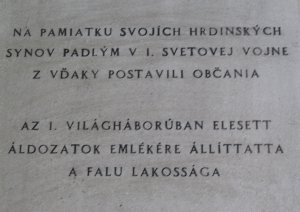 NA PAMIATKU SVOJÍCH HRDINSKÝCH
SYNOV PADLÝM V I. SVETOVEJ VOJNE
Z VĎAKY POSTAVILI OBČANIA
AZ I. VILÁGHÁBORÚBAN ELESETT
ÁLDOZATOK EMLÉKÉRE ÁLLÍTTATTA
A FALU LAKOSSÁGA